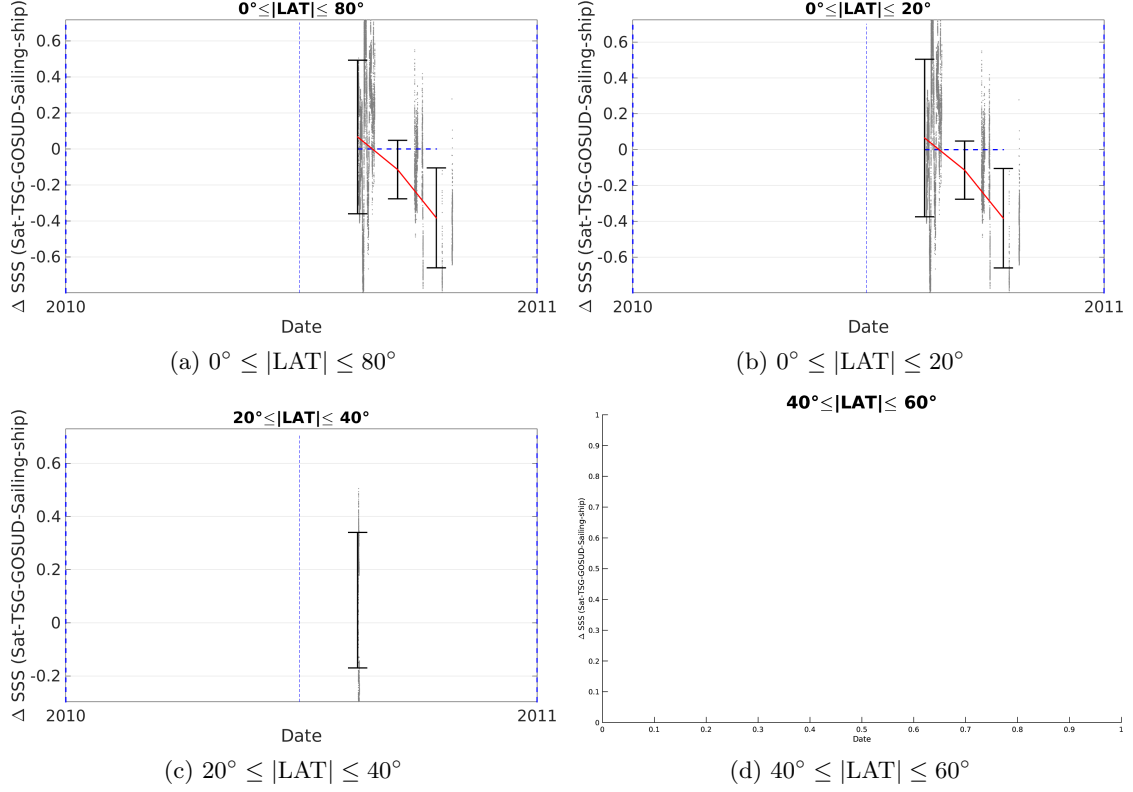 0°≤|LAT|≤ 80°
Δ SSS (Sat-TSG-GOSUD-Sailing-ship)
0.6
0.4
0.2
0
-0.2
-0.4
-0.6
2010
2011
Date
(a) 0° ≤ |LAT| ≤ 80°
0°≤|LAT|≤ 20°
Δ SSS (Sat-TSG-GOSUD-Sailing-ship)
0.6
0.4
0.2
0
-0.2
-0.4
-0.6
2010
2011
Date
(b) 0° ≤ |LAT| ≤ 20°
20°≤|LAT|≤ 40°
Δ SSS (Sat-TSG-GOSUD-Sailing-ship)
0.6
0.4
0.2
0
-0.2
2010
2011
Date
(c) 20° ≤ |LAT| ≤ 40°
40°≤|LAT|≤ 60°
Δ SSS (Sat-TSG-GOSUD-Sailing-ship)
1
0.9
0.8
0.7
0.6
0.5
0.4
0.3
0.2
0.1
0
0 0.1 0.2 0.3 0.4 0.5 0.6 0.7 0.8 0.9 1
Date
(d) 40° ≤ |LAT| ≤ 60°